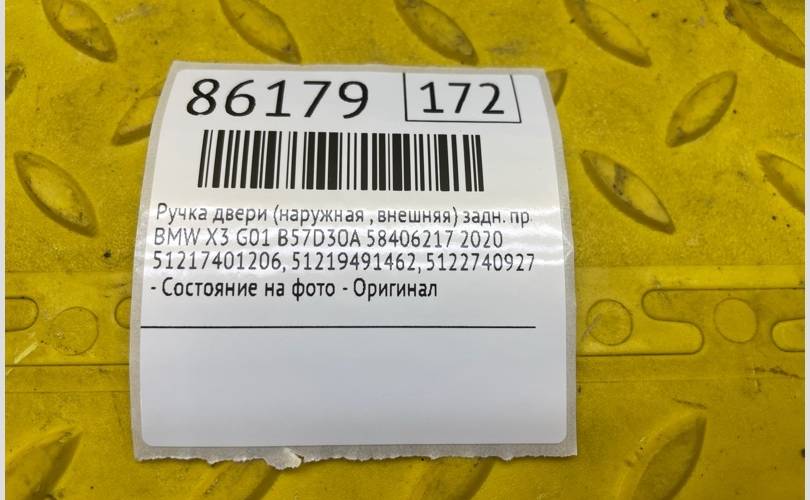 86179 172
Ручка двери (наружная , внешняя) задн. пр
BMW X3 G01 B57D30A 58406217 2020
51217401206, 51219491462, 5122740927
- Состояние на фото - Оригинал